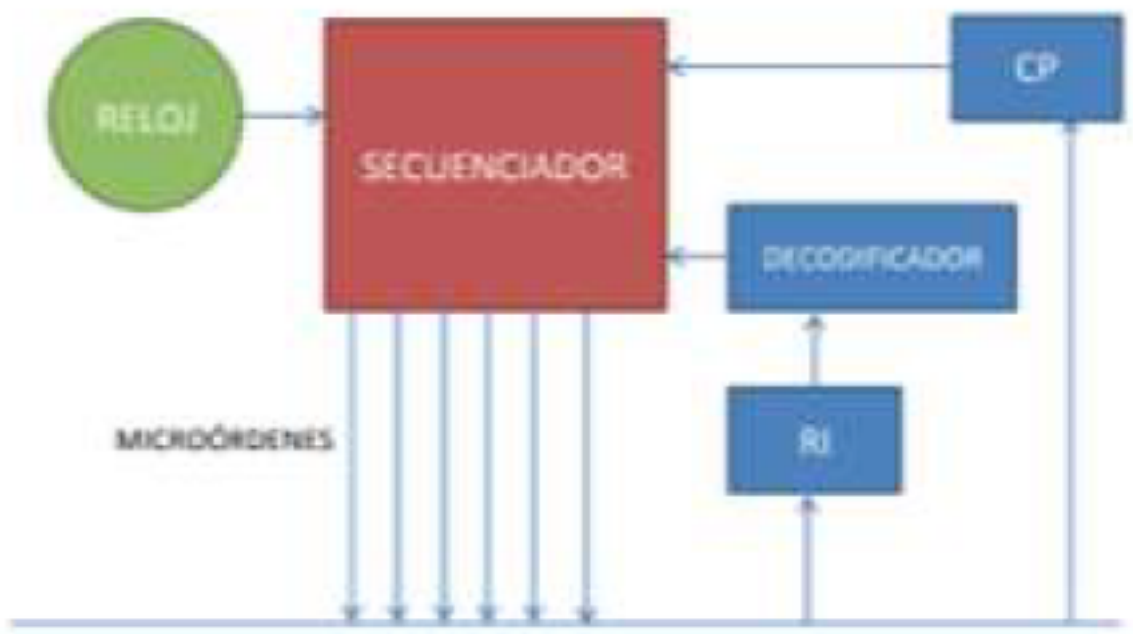 RELOJ
SECUENCIADOR
CP
DECODIFICADOR
RI
MICROÓRDENES